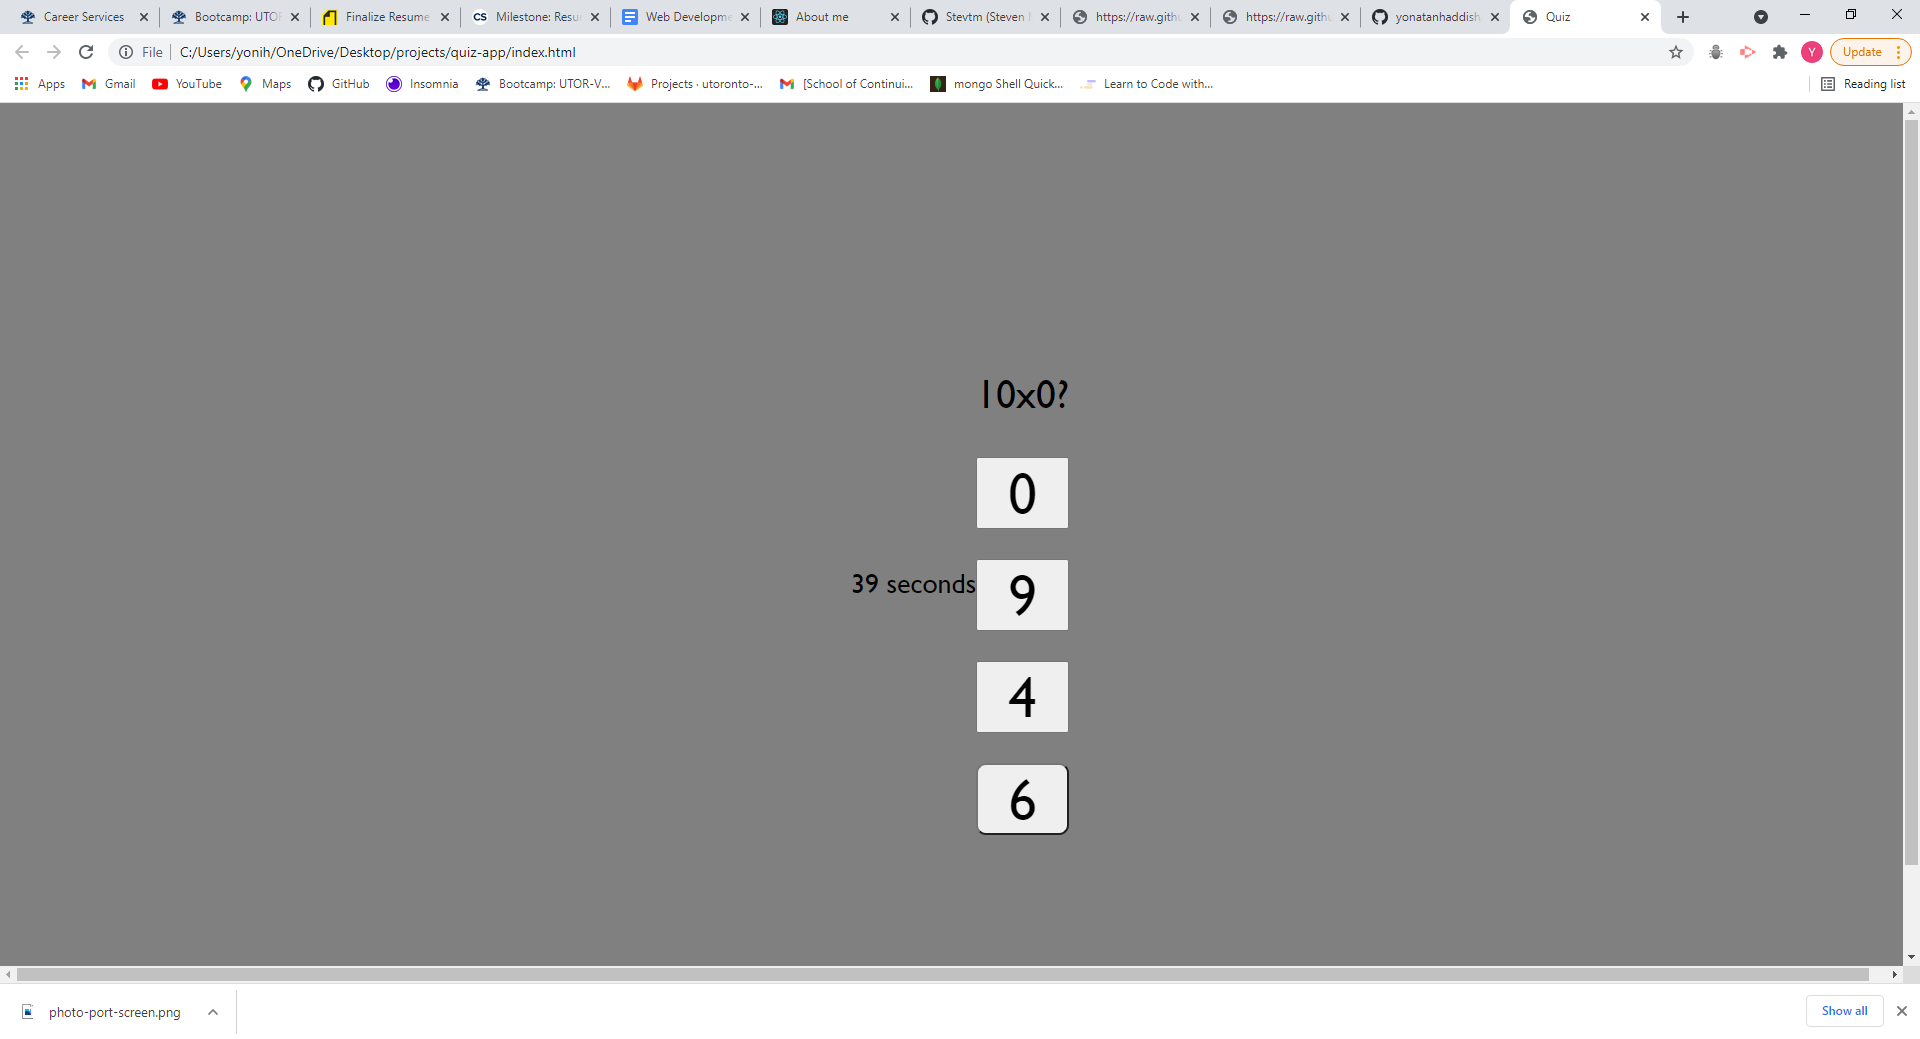 Career Services
Bootcamp: UTOR
Finalize Resume
CS Milestone: Resu
Web Developme
About me
Stevtm (Steven
https://raw.githu
https://raw.githu
yonatanhaddish
Quiz
File C:/Users/yonih/OneDrive/Desktop/projects/quiz-app/index.html
Y
Update
Apps
Gmail
YouTube
Maps
GitHub
Insomnia
Bootcamp: UTOR-V...
Projects · utoronto-...
[School of Continui...
mongo Shell Quick...
Learn to Code with...
Reading list
10x0?
0
39 seconds
9
4
6
photo-port-screen.png
Show all